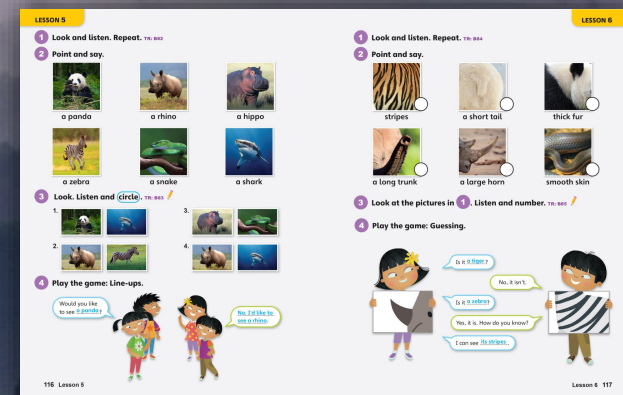 LESSON 5
1 Look and listen. Repeat. TR: B82
2 Point and say.
a panda
a rhino
a hippo
a zebra
a snake
a shark
3 Look. Listen and circle. TR: B83
1.
3.
2.
4.
4 Play the game: Line-ups.
Would you like
to see a panda?
No, I'd like to
see a rhino.
116 Lesson 5
LESSON 6
1 Look and listen. Repeat. TR: B84
2 Point and say.
stripes
a short tail
thick fur
a long trunk
a large horn
smooth skin
3 Look at the pictures in 1. Listen and number. TR: B85
4 Play the game: Guessing.
Is it a tiger?
No, it isn't.
Is it a zebra?
Yes, it is. How do you know?
I can see its stripes.
Lesson 6 117